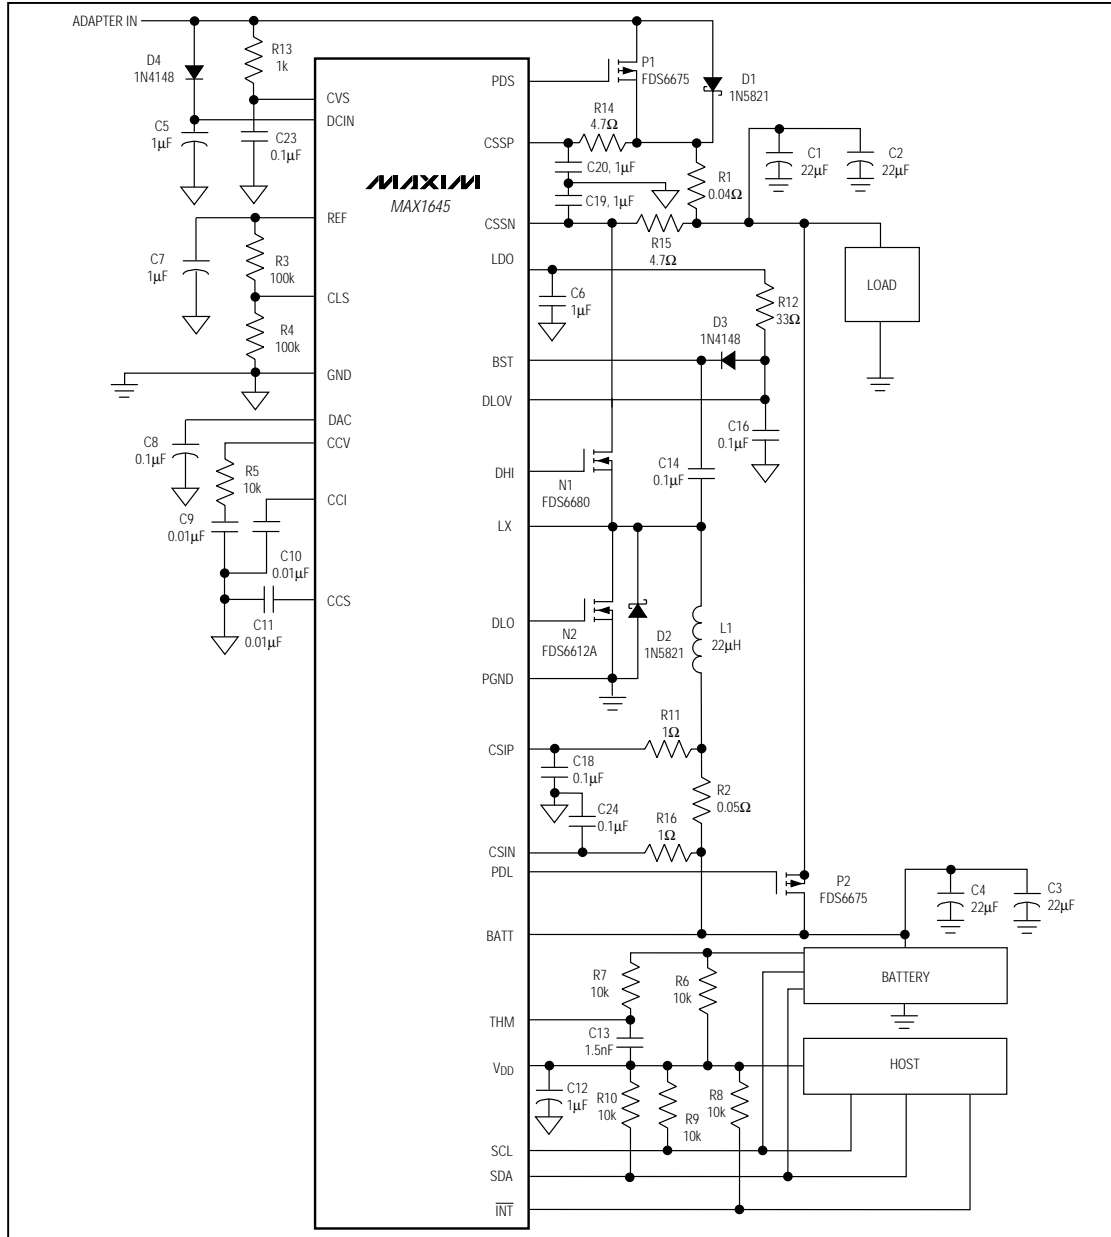 ADAPTER IN
D4
1N4148
R13
1k
C5
1µF
C23
0.1µF
CVS
DCIN
MAXIM
MAX1645
PDS
P1
FDS6675
D1
1N5821
R14
4.7Ω
CSSP
C20, 1µF
C19, 1µF
R1
0.04Ω
C1
22µF
C2
22µF
CSSN
R15
4.7Ω
LOAD
REF
C7
1µF
R3
100k
CLS
R4
100k
GND
LDO
C6
1µF
R12
33Ω
D3
1N4148
BST
DLOV
C16
0.1µF
C14
0.1µF
DAC
C8
0.1µF
CCV
R5
10k
CCI
C9
0.01µF
C10
0.01µF
CCS
C11
0.01µF
DHI
N1
FDS6680
LX
DLO
N2
FDS6612A
D2
1N5821
L1
22µH
PGND
R11
1Ω
CSIP
C18
0.1µF
C24
0.1µF
R2
0.05Ω
R16
1Ω
CSIN
PDL
P2
FDS6675
C4
22µF
C3
22µF
BATT
R7
10k
R6
10k
BATTERY
THM
C13
1.5nF
HOST
VDD
C12
1µF
R10
10k
R9
10k
R8
10k
SCL
SDA
INT